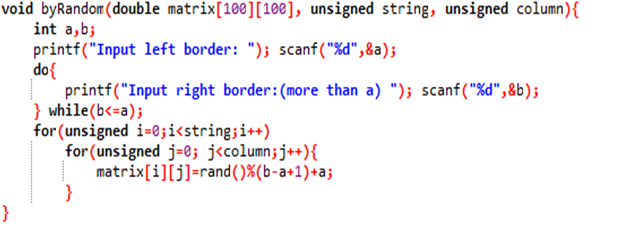 void byRandom(double matrix[100][100], unsigned string, unsigned column){
int a,b;
printf("Input left border: "); scanf("%d",&a);
do{
printf("Input right border:(more than a) "); scanf("%d",&b);
} while(b<=a);
for(unsigned i=0;i<string;i++)
for(unsigned j=0; j<column;j++){
matrix[i][j]=rand()%(b-a+1)+a;
}
}